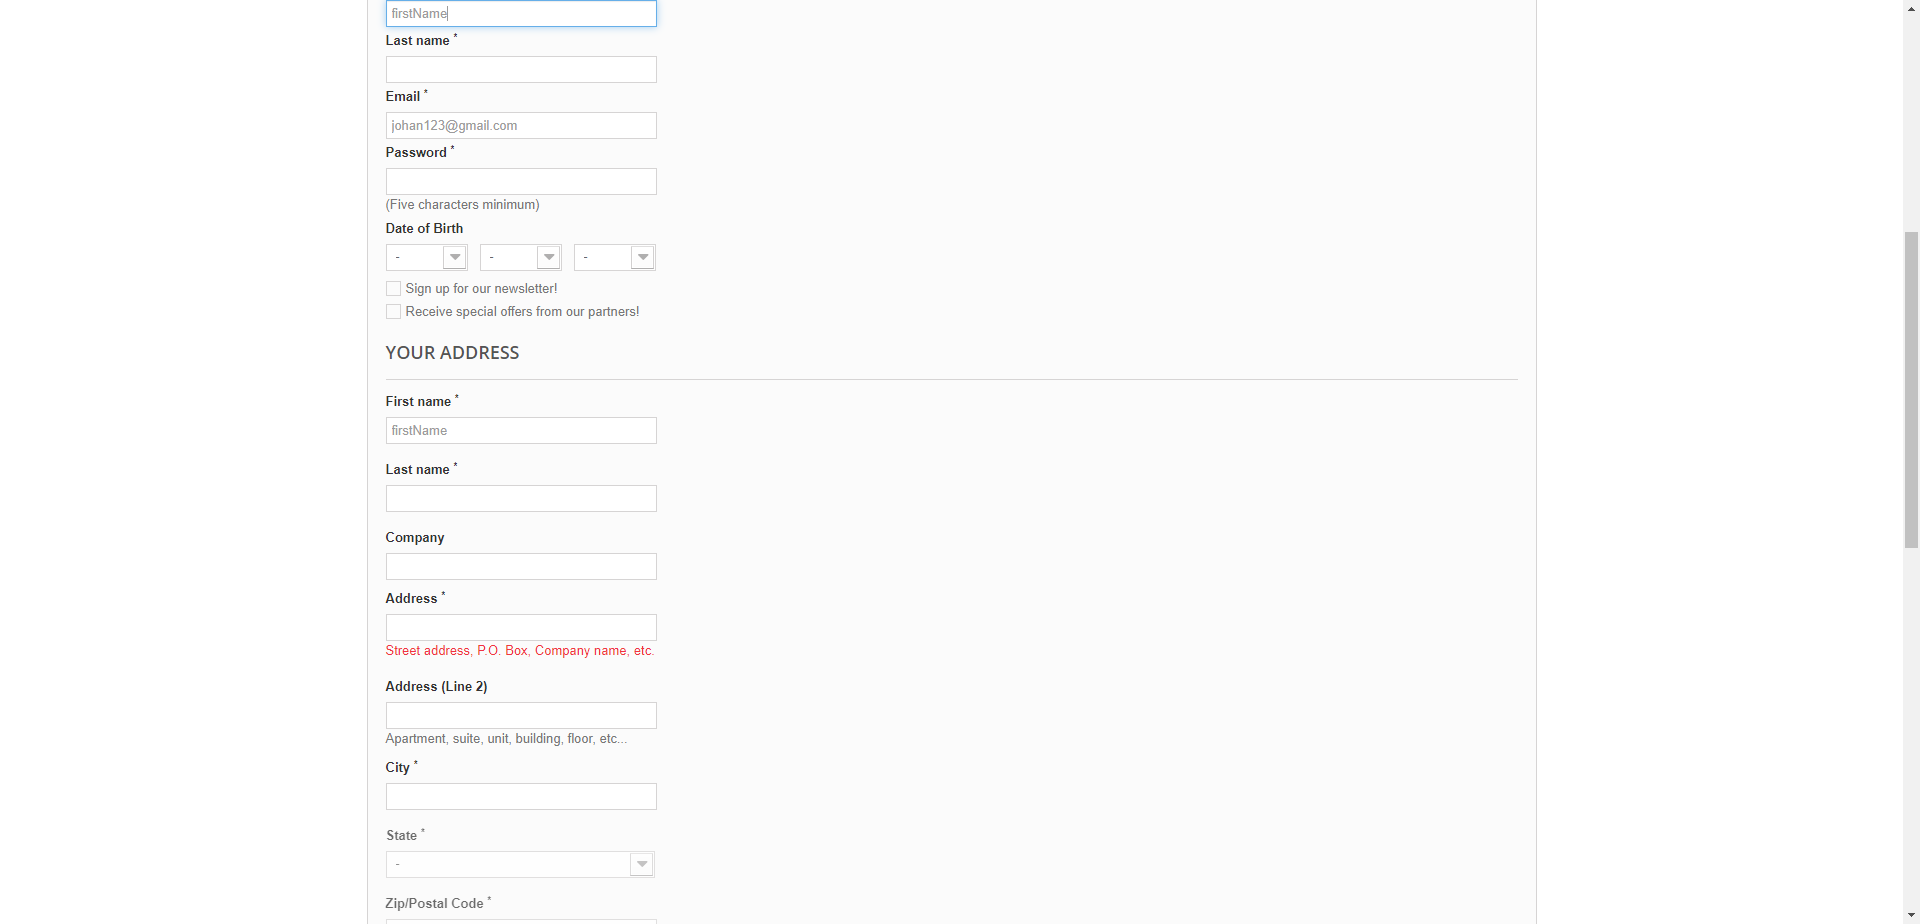 firstName
Last name *
Email *
johan123@gmail.com
Password *
(Five characters minimum)
Date of Birth
- - -
Sign up for our newsletter!
Receive special offers from our partners!
YOUR ADDRESS
First name *
firstName
Last name *
Company
Address *
Street address, P.O. Box, Company name, etc.
Address (Line 2)
Apartment, suite, unit, building, floor, etc...
City *
State *
-
Zip/Postal Code *